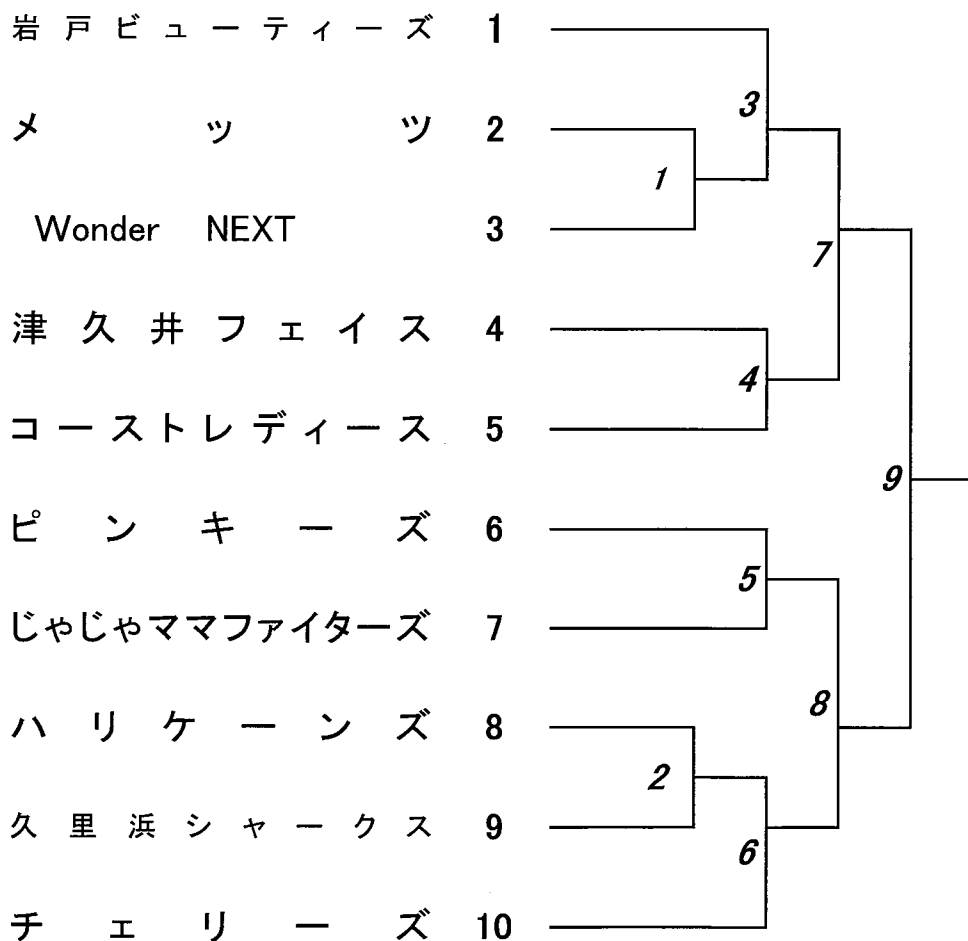 岩戸ビューティーズ 1
3
メッツ 2
1
Wonder NEXT 3
7
津久井フェイス 4
4
コーストレディース 5
9
ピンキーズ 6
5
じゃじゃママファイターズ 7
8
ハリケーンズ 8
2
久里浜シャークス 9
6
チェリーズ 10